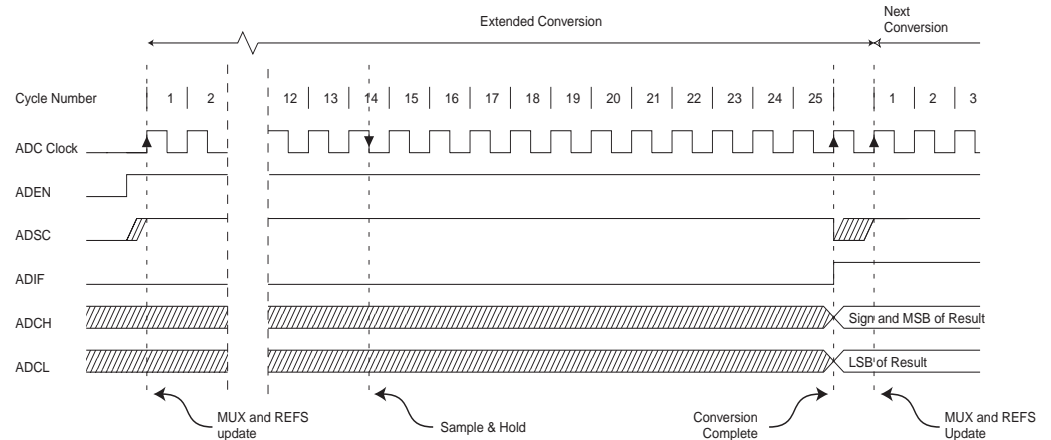 Extended Conversion
Next
Conversion
Cycle Number 1 2 12 13 14 15 16 17 18 19 20 21 22 23 24 25 1 2 3
ADC Clock
ADEN
ADSC
ADIF
ADCH Sign and MSB of Result
ADCL LSB of Result
MUX and REFS
update
Sample & Hold
Conversion
Complete
MUX and REFS
Update